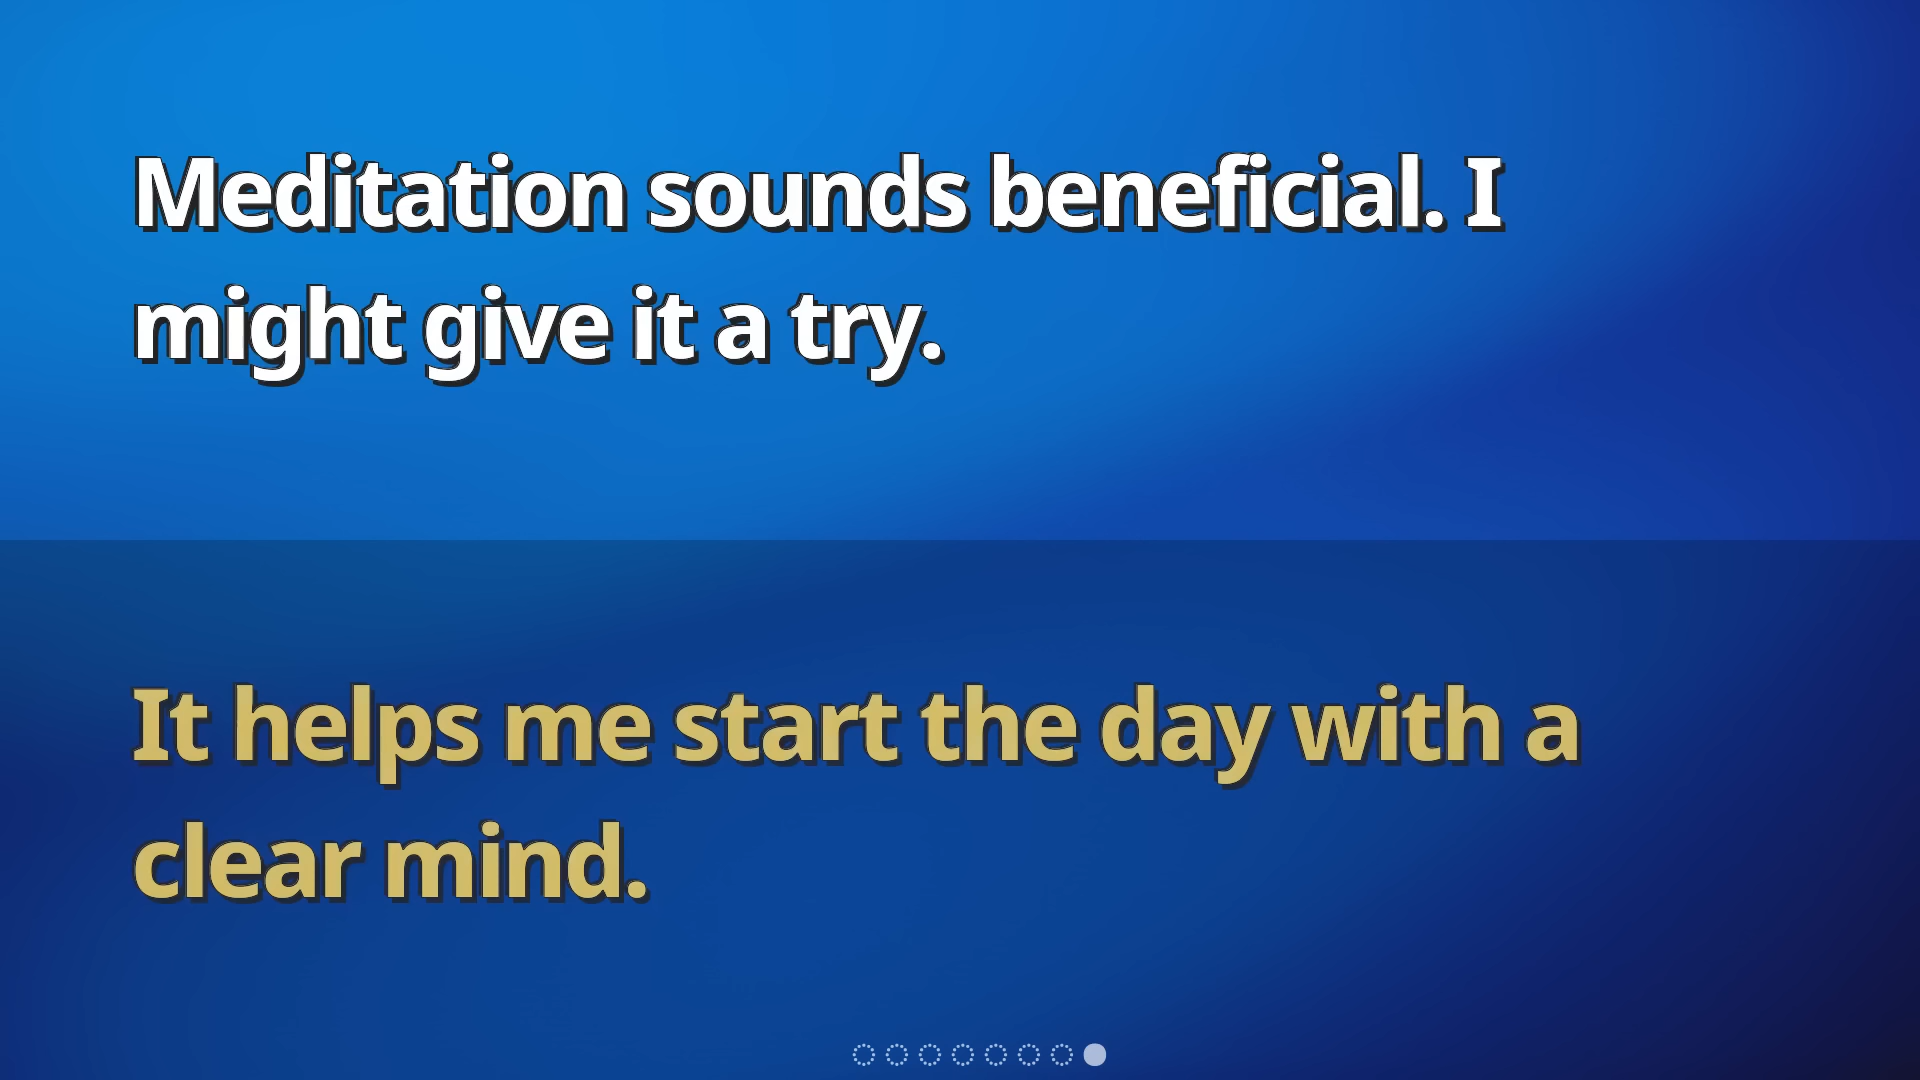 Meditation sounds beneficial. I
might give it a try.
It helps me start the day with a
clear mind.